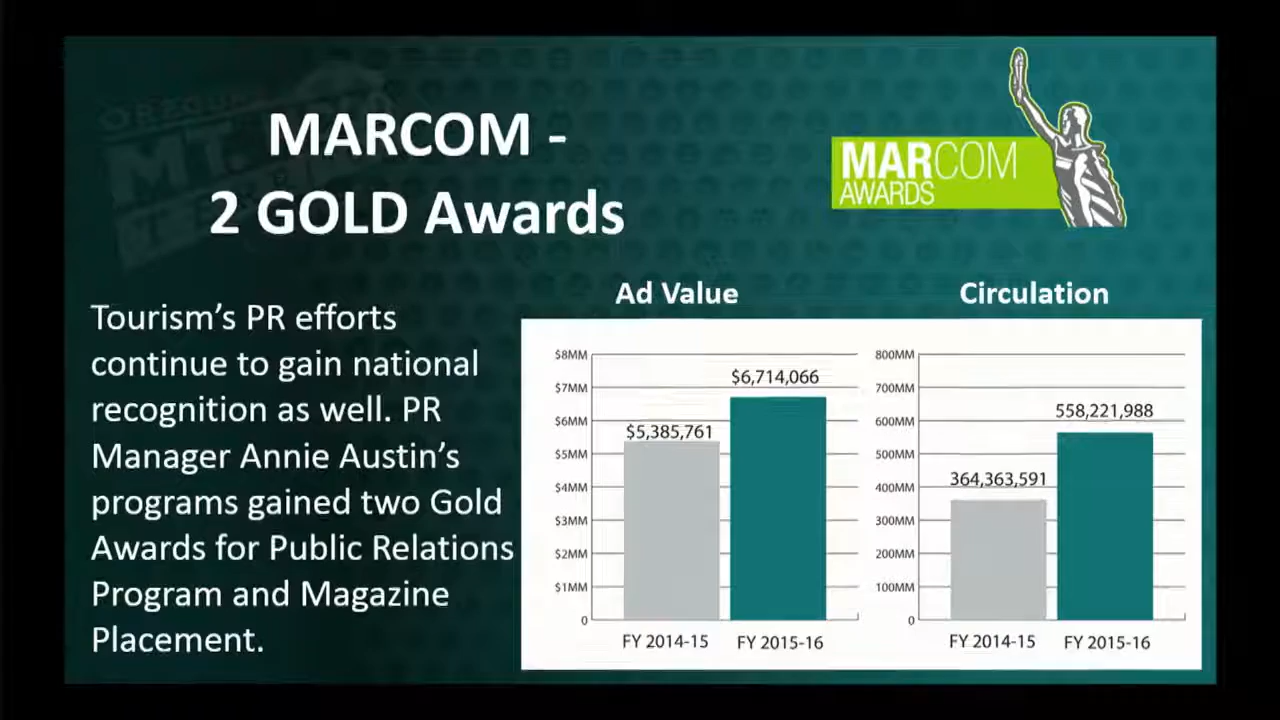 MARCOM -
2 GOLD Awards
MARCOM
AWARDS
Tourism's PR efforts
continue to gain national
recognition as well. PR
Manager Annie Austin's
programs gained two Gold
Awards for Public Relations
Program and Magazine
Placement.
Ad Value
$8MM
$7MM
$6MM
$5MM
$4MM
$3MM
$2MM
$1MM
0
$5,385,761
$6,714,066
FY 2014-15
FY 2015-16
Circulation
800MM
700MM
600MM
500MM
400MM
300MM
200MM
100MM
0
364,363,591
558,221,988
FY 2014-15
FY 2015-16